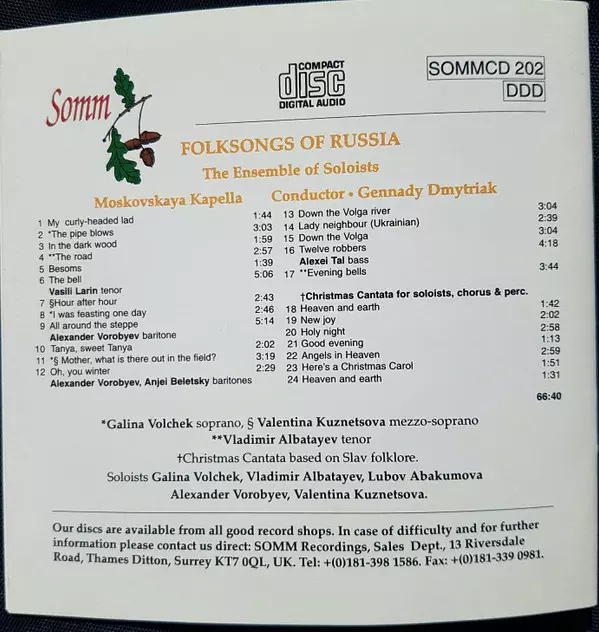 Somm
COMPACT
disc
DIGITAL AUDIO
SOMMCD 202
DDD
FOLKSONGS OF RUSSIA
The Ensemble of Soloists
Moskovskaya Kapella Conductor • Gennady Dmytriak
1 My curly-headed lad 1:44
2 *The pipe blows 3:03
3 In the dark wood 1:59
4 **The road 2:57
5 Besoms 1:39
6 The bell 5:06
Vasili Larin tenor
7 §Hour after hour 2:43
8 *I was feasting one day 2:46
9 All around the steppe 5:14
Alexander Vorobyev baritone
10 Tanya, sweet Tanya 2:02
11 *§ Mother, what is there out in the field? 3:19
12 Oh, you winter 2:29
Alexander Vorobyev, Anjei Beletsky baritones
13 Down the Volga river 3:04
14 Lady neighbour (Ukrainian) 2:39
15 Down the Volga 3:04
16 Twelve robbers 4:18
Alexei Tal bass
17 **Evening bells 3:44
†Christmas Cantata for soloists, chorus & perc.
18 Heaven and earth 1:42
19 New joy 2:02
20 Holy night 2:58
21 Good evening 1:13
22 Angels in Heaven 2:59
23 Here's a Christmas Carol 1:51
24 Heaven and earth 1:31
66:40
*Galina Volchek soprano, § Valentina Kuznetsova mezzo-soprano
**Vladimir Albatayev tenor
†Christmas Cantata based on Slav folklore.
Soloists Galina Volchek, Vladimir Albatayev, Lubov Abakumova
Alexander Vorobyev, Valentina Kuznetsova.
Our discs are available from all good record shops. In case of difficulty and for further
information please contact us direct: SOMM Recordings, Sales Dept., 13 Riversdale
Road, Thames Ditton, Surrey KT7 0QL, UK. Tel: +(0)181-398 1586. Fax: +(0)181-339 0981.